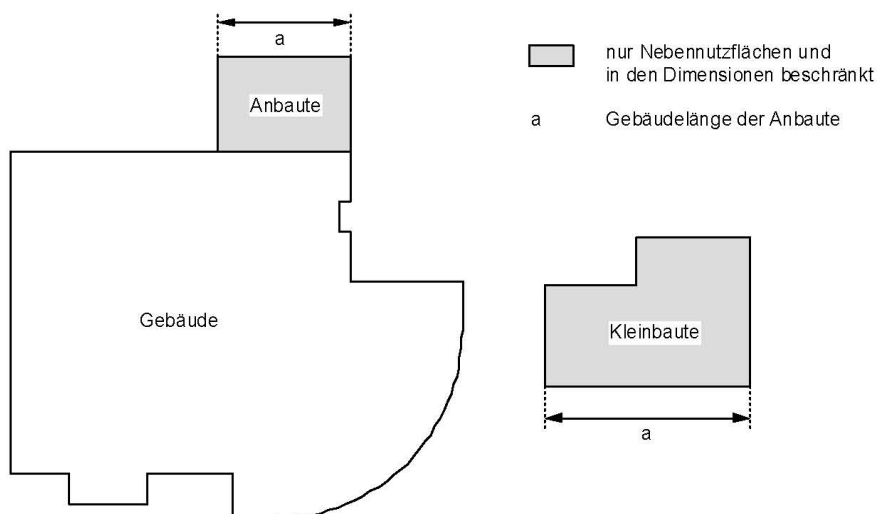 a
Anbaute
Gebäude
nur Nebennutzflächen und
in den Dimensionen beschränkt
a Gebäudelänge der Anbaute
Kleinbaute
a